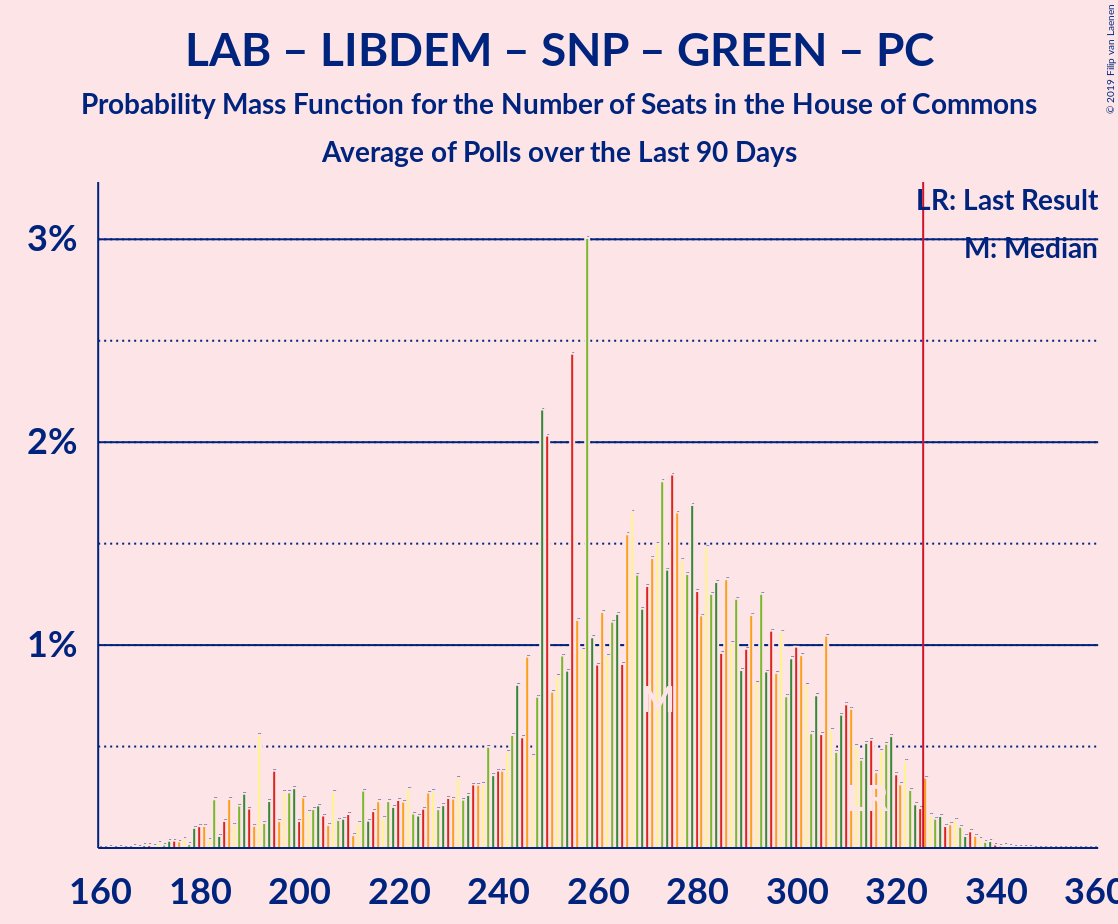 LAB – LIBDEM – SNP – GREEN – PC
Probability Mass Function for the Number of Seats in the House of Commons
Average of Polls over the Last 90 Days
© 2019 Filip van Laenen
LR: Last Result
M: Median
3%
2%
1%
M
LR
160 180 200 220 240 260 280 300 320 340 360